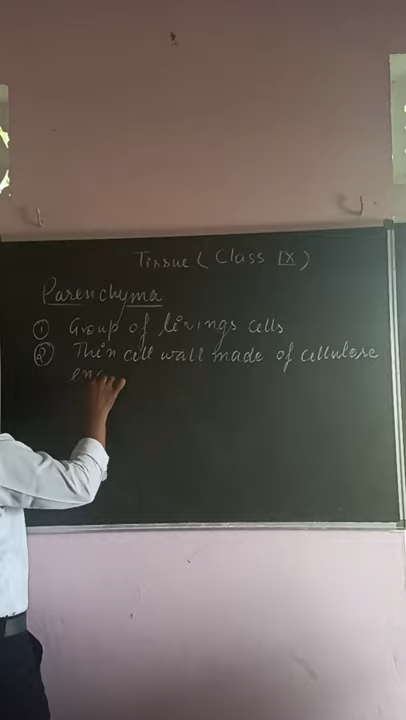 Tissue (Class IX)
Parenchyma
① Group of livings cells
② Thin cell wall made of cellulose